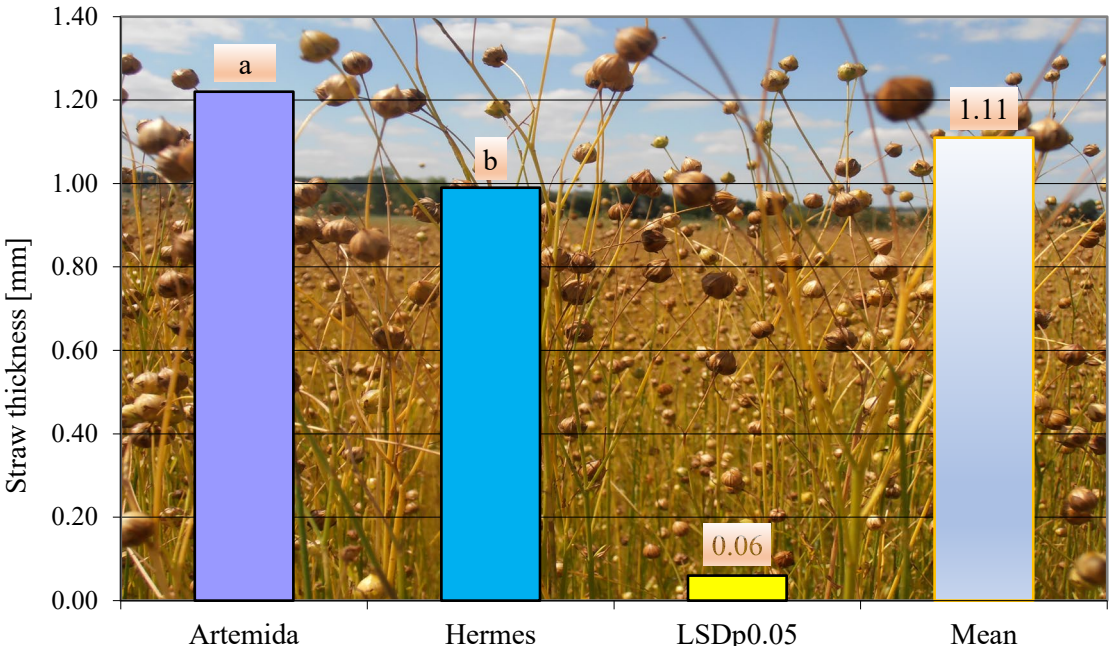 Straw thickness [mm]
1.40
1.20
1.00
0.80
0.60
0.40
0.20
0.00
a
b
0.06
1.11
Artemida
Hermes
LSDp0.05
Mean